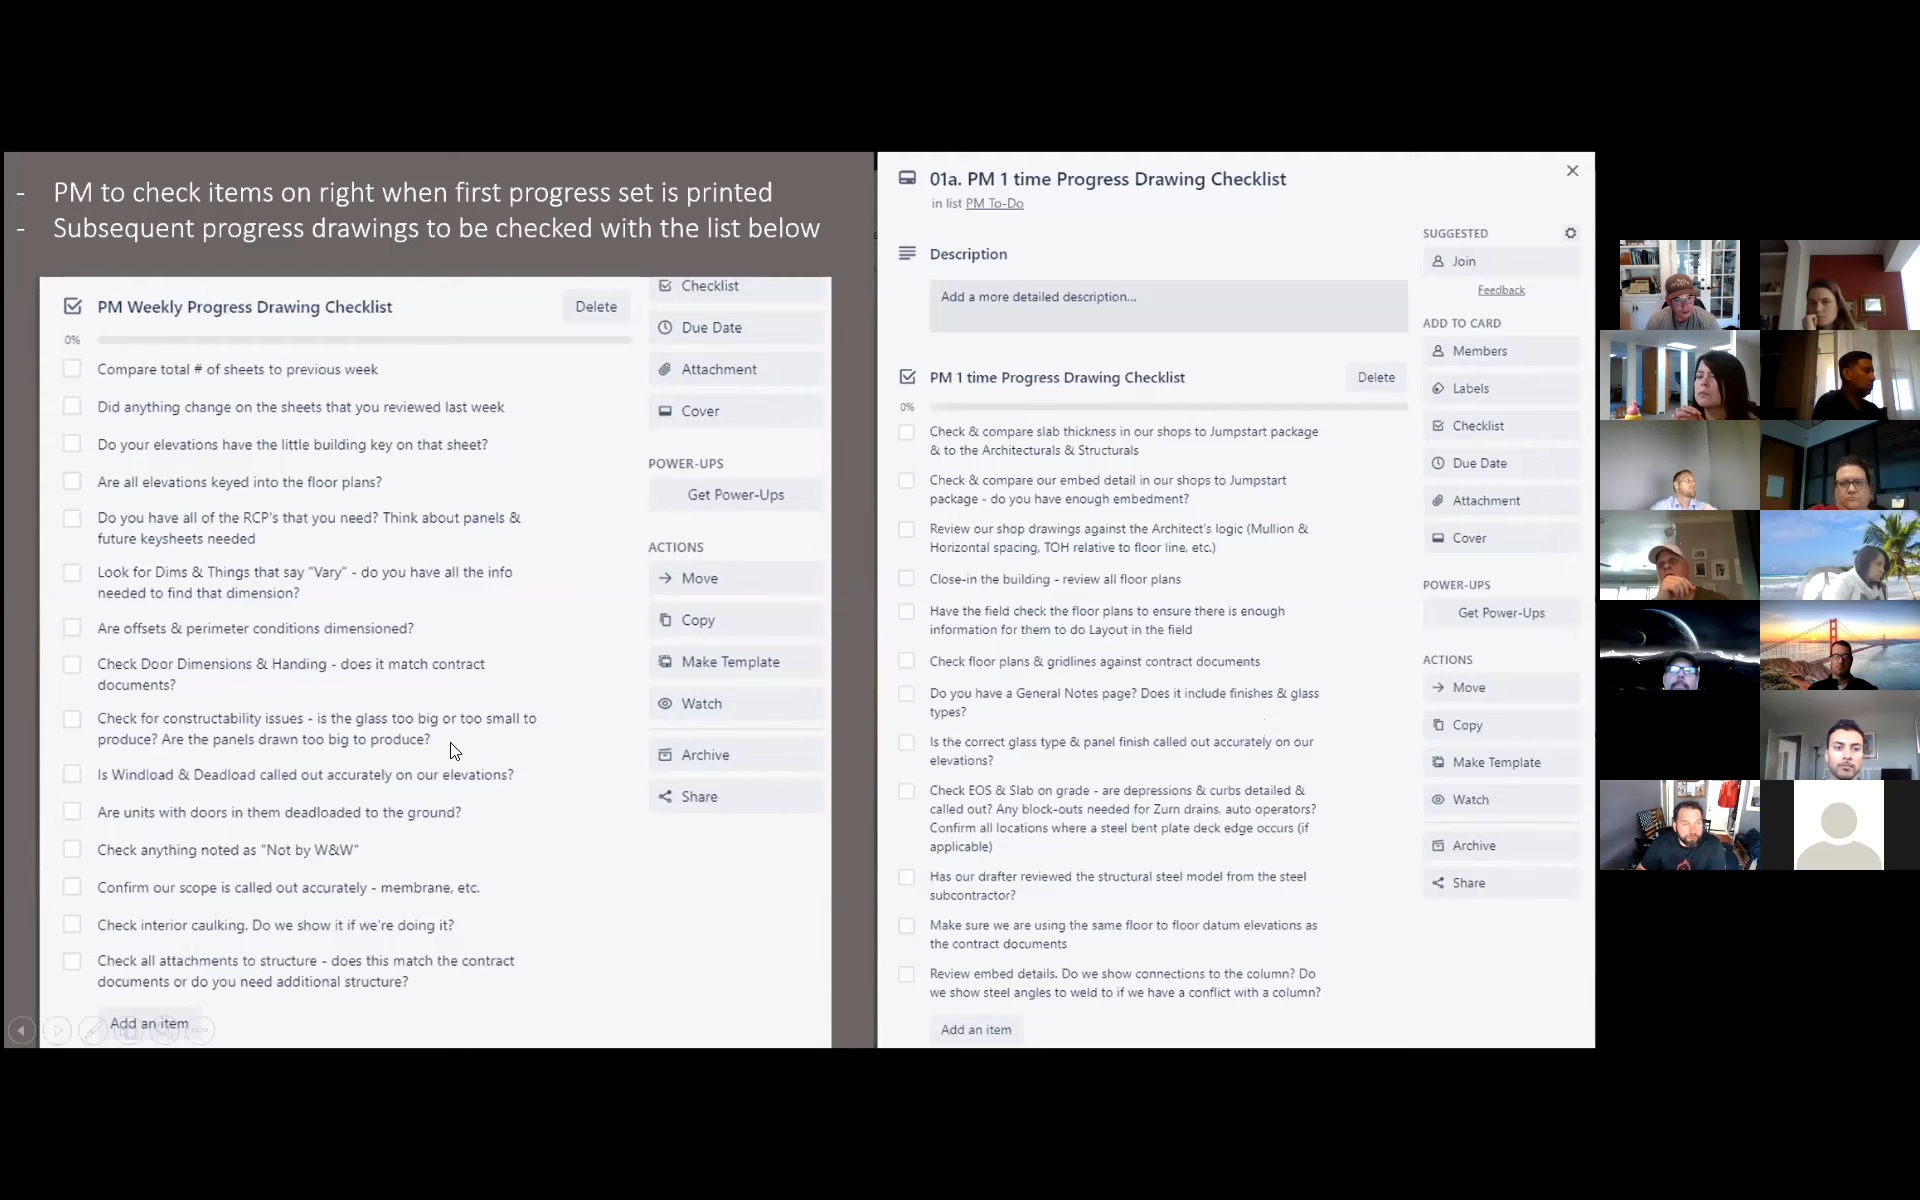 - PM to check items on right when first progress set is printed
- Subsequent progress drawings to be checked with the list below
PM Weekly Progress Drawing Checklist
Delete
0%
Compare total # of sheets to previous week
Did anything change on the sheets that you reviewed last week
Do your elevations have the little building key on that sheet?
Are all elevations keyed into the floor plans?
Do you have all of the RCP's that you need? Think about panels &
future keysheets needed
Look for Dims & Things that say "Vary" - do you have all the info
needed to find that dimension?
Are offsets & perimeter conditions dimensioned?
Check Door Dimensions & Handing - does it match contract
documents?
Check for constructability issues - is the glass too big or too small to
produce? Are the panels drawn too big to produce?
Is Windload & Deadload called out accurately on our elevations?
Are units with doors in them deadloaded to the ground?
Check anything noted as "Not by W&W"
Confirm our scope is called out accurately - membrane, etc.
Check interior caulking. Do we show it if we're doing it?
Check all attachments to structure - does this match the contract
documents or do you need additional structure?
Add an item
Checklist
Due Date
Attachment
Cover
POWER-UPS
Get Power-Ups
ACTIONS
Move
Copy
Make Template
Watch
Archive
Share
01a. PM 1 time Progress Drawing Checklist
in list PM To-Do
Description
Add a more detailed description...
PM 1 time Progress Drawing Checklist
Delete
0%
Check & compare slab thickness in our shops to Jumpstart package
& to the Architecturals & Structurals
Check & compare our embed detail in our shops to Jumpstart
package - do you have enough embedment?
Review our shop drawings against the Architect's logic (Mullion &
Horizontal spacing, TOH relative to floor line, etc.)
Close-in the building - review all floor plans
Have the field check the floor plans to ensure there is enough
information for them to do Layout in the field
Check floor plans & gridlines against contract documents
Do you have a General Notes page? Does it include finishes & glass
types?
Is the correct glass type & panel finish called out accurately on our
elevations?
Check EOS & Slab on grade - are depressions & curbs detailed &
called out? Any block-outs needed for Zurn drains, auto operators?
Confirm all locations where a steel bent plate deck edge occurs (if
applicable)
Has our drafter reviewed the structural steel model from the steel
subcontractor?
Make sure we are using the same floor to floor datum elevations as
the contract documents
Review embed details. Do we show connections to the column? Do
we show steel angles to weld to if we have a conflict with a column?
Add an item
SUGGESTED
Join
Feedback
ADD TO CARD
Members
Labels
Checklist
Due Date
Attachment
Cover
POWER-UPS
Get Power-Ups
ACTIONS
Move
Copy
Make Template
Watch
Archive
Share